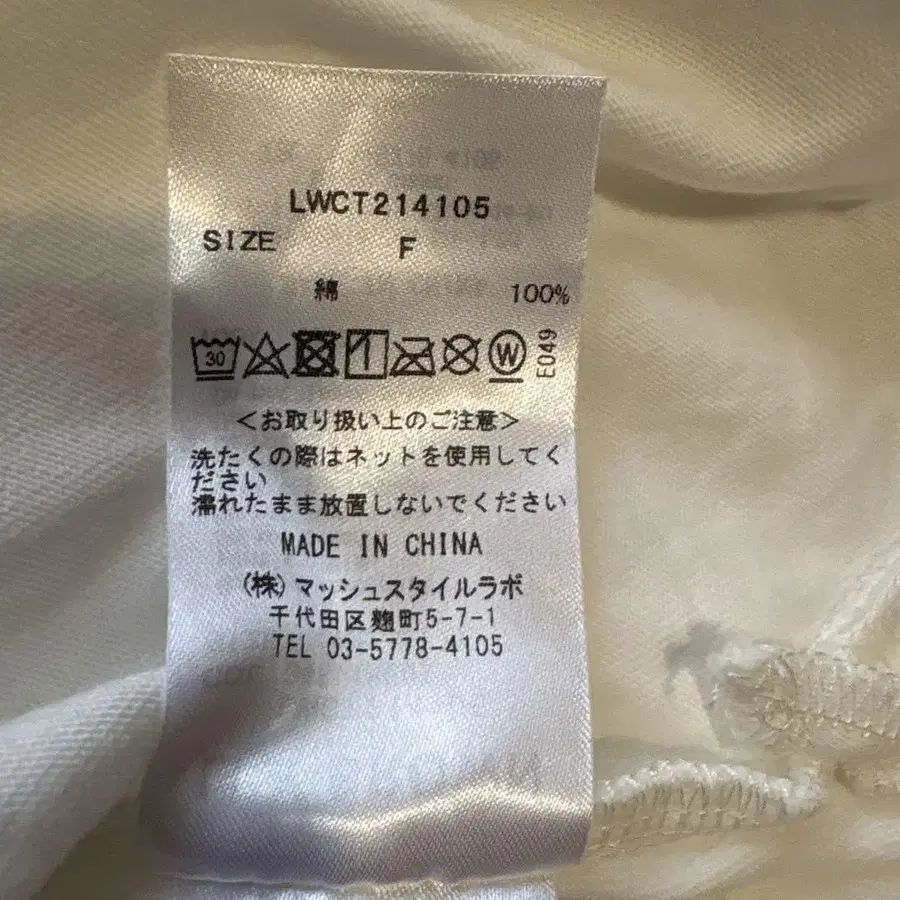 LWCT214105
SIZE F
綿 100%
30 W E049
＜お取り扱い上のご注意＞
洗たくの際はネットを使用してく
ださい
濡れたまま放置しないでください
MADE IN CHINA
(株)マッシュスタイルラボ
千代田区麹町5-7-1
TEL 03-5778-4105